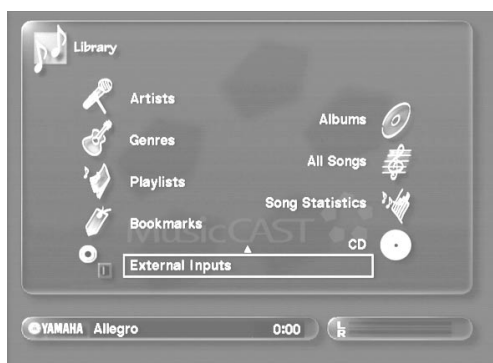 Library
Artists
Albums
Genres
All Songs
Playlists
Song Statistics
Bookmarks
MusicCAST
CD
External Inputs
YAMAHA Allegro 0:00 L
R